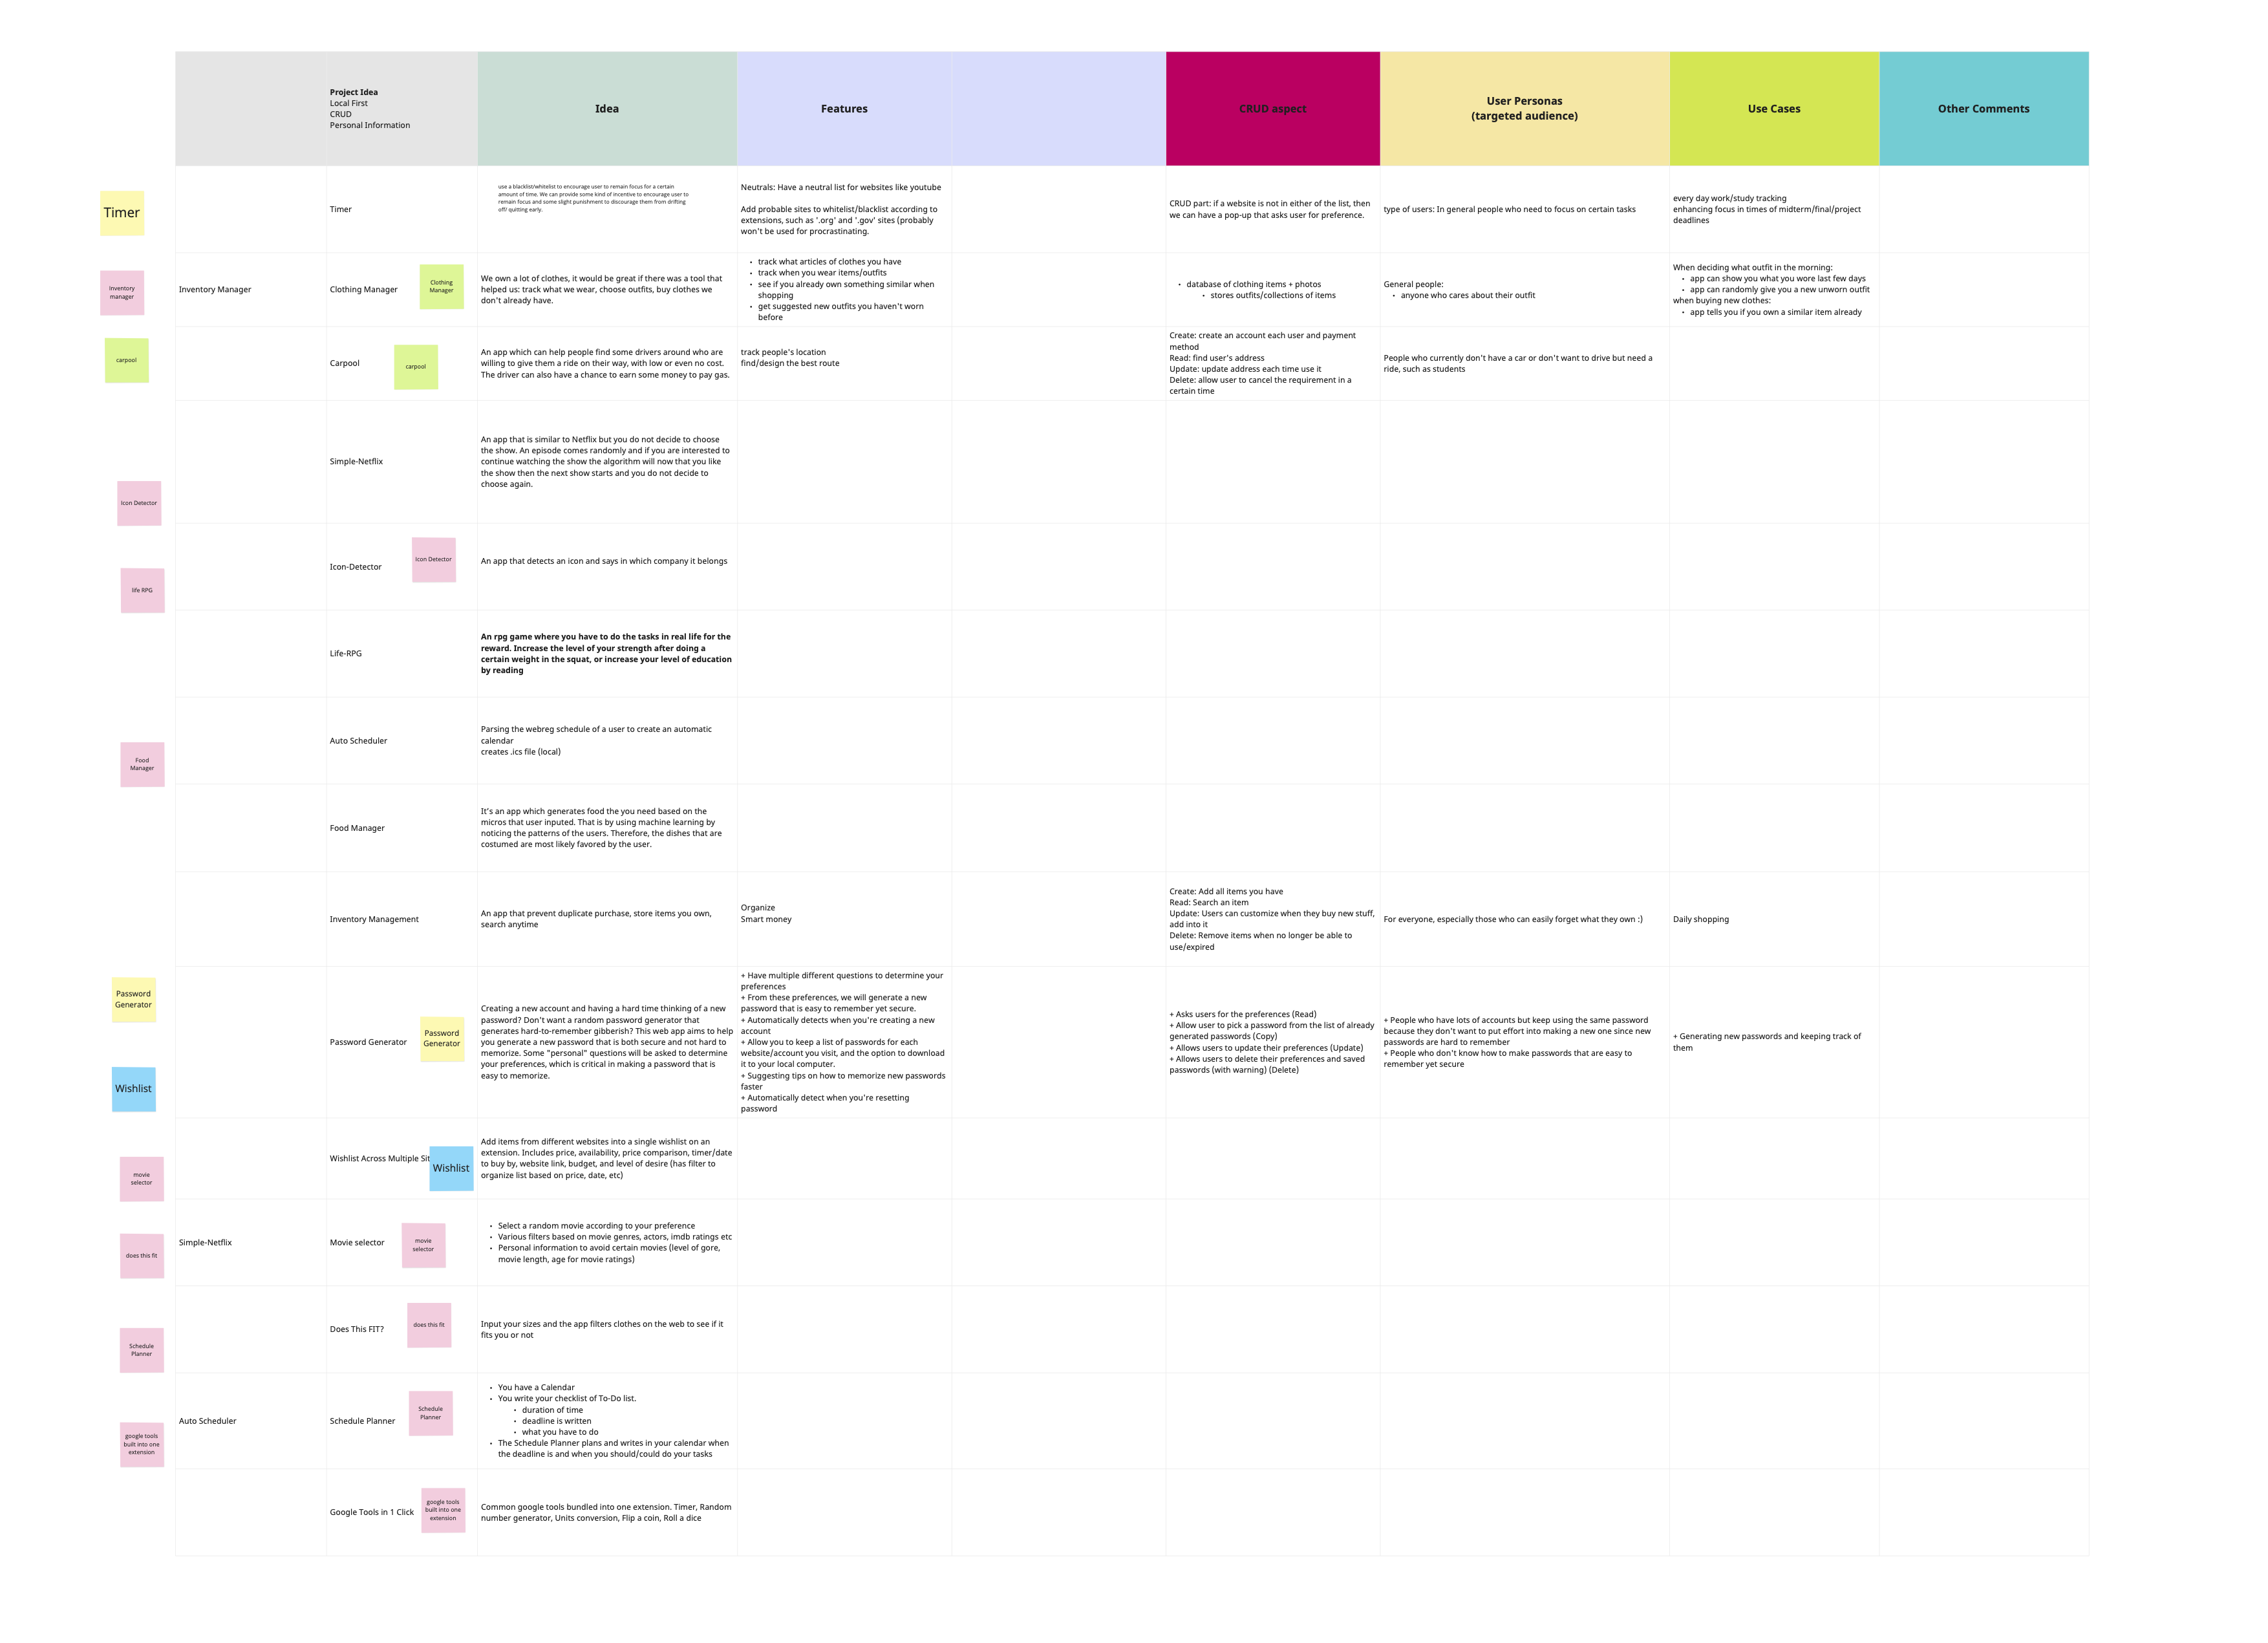 Project Idea
Local First
CRUD
Personal Information
Idea
Features
CRUD aspect
User Personas
(targeted audience)
Use Cases
Other Comments
Timer
Timer
use a blacklist/whitelist to encourage user to remain focus for a certain
amount of time. We can provide some kind of incentive to encourage user to
remain focus and some slight punishment to discourage them from drifting
off/ quitting early.
Neutrals: Have a neutral list for websites like youtube
Add probable sites to whitelist/blacklist according to
extensions, such as '.org' and '.gov' sites (probably
won't be used for procrastinating.
CRUD part: if a website is not in either of the list, then
we can have a pop-up that asks user for preference.
type of users: In general people who need to focus on certain tasks
every day work/study tracking
enhancing focus in times of midterm/final/project
deadlines
Inventory
manager
Inventory Manager
Clothing Manager
Clothing
Manager
We own a lot of clothes, it would be great if there was a tool that
helped us: track what we wear, choose outfits, buy clothes we
don't already have.
• track what articles of clothes you have
• track when you wear items/outfits
• see if you already own something similar when
shopping
• get suggested new outfits you haven't worn
before
• database of clothing items + photos
• stores outfits/collections of items
General people:
• anyone who cares about their outfit
When deciding what outfit in the morning:
• app can show you what you wore last few days
• app can randomly give you a new unworn outfit
when buying new clothes:
• app tells you if you own a similar item already
carpool
Carpool
carpool
An app which can help people find some drivers around who are
willing to give them a ride on their way, with low or even no cost.
The driver can also have a chance to earn some money to pay gas.
track people's location
find/design the best route
Create: create an account each user and payment
method
Read: find user's address
Update: update address each time use it
Delete: allow user to cancel the requirement in a
certain time
People who currently don't have a car or don't want to drive but need a
ride, such as students
Simple-Netflix
An app that is similar to Netflix but you do not decide to choose
the show. An episode comes randomly and if you are interested to
continue watching the show the algorithm will now that you like
the show then the next show starts and you do not decide to
choose again.
Icon Detector
Icon-Detector
Icon Detector
An app that detects an icon and says in which company it belongs
life RPG
Life-RPG
An rpg game where you have to do the tasks in real life for the
reward. Increase the level of your strength after doing a
certain weight in the squat, or increase your level of education
by reading
Auto Scheduler
Parsing the webreg schedule of a user to create an automatic
calendar
creates .ics file (local)
Food
Manager
Food Manager
It's an app which generates food the you need based on the
micros that user inputed. That is by using machine learning by
noticing the patterns of the users. Therefore, the dishes that are
costumed are most likely favored by the user.
Inventory Management
An app that prevent duplicate purchase, store items you own,
search anytime
Organize
Smart money
Create: Add all items you have
Read: Search an item
Update: Users can customize when they buy new stuff,
add into it
Delete: Remove items when no longer be able to
use/expired
For everyone, especially those who can easily forget what they own :)
Daily shopping
Password
Generator
Password Generator
Password
Generator
Creating a new account and having a hard time thinking of a new
password? Don't want a random password generator that
generates hard-to-remember gibberish? This web app aims to help
you generate a new password that is both secure and not hard to
memorize. Some "personal" questions will be asked to determine
your preferences, which is critical in making a password that is
easy to memorize.
+ Have multiple different questions to determine your
preferences
+ From these preferences, we will generate a new
password that is easy to remember yet secure.
+ Automatically detects when you're creating a new
account
+ Allow you to keep a list of passwords for each
website/account you visit, and the option to download
it to your local computer.
+ Suggesting tips on how to memorize new passwords
faster
+ Automatically detect when you're resetting
password
+ Asks users for the preferences (Read)
+ Allow user to pick a password from the list of already
generated passwords (Copy)
+ Allows users to update their preferences (Update)
+ Allows users to delete their preferences and saved
passwords (with warning) (Delete)
+ People who have lots of accounts but keep using the same password
because they don't want to put effort into making a new one since new
passwords are hard to remember
+ People who don't know how to make passwords that are easy to
remember yet secure
+ Generating new passwords and keeping track of
them
Wishlist
Wishlist Across Multiple Sit
Wishlist
Add items from different websites into a single wishlist on an
extension. Includes price, availability, price comparison, timer/date
to buy by, website link, budget, and level of desire (has filter to
organize list based on price, date, etc)
movie
selector
Simple-Netflix
Movie selector
movie
selector
• Select a random movie according to your preference
• Various filters based on movie genres, actors, imdb ratings etc
• Personal information to avoid certain movies (level of gore,
movie length, age for movie ratings)
does this fit
Does This FIT?
does this fit
Input your sizes and the app filters clothes on the web to see if it
fits you or not
Schedule
Planner
Auto Scheduler
Schedule Planner
Schedule
Planner
• You have a Calendar
• You write your checklist of To-Do list.
• duration of time
• deadline is written
• what you have to do
• The Schedule Planner plans and writes in your calendar when
the deadline is and when you should/could do your tasks
google tools
built into one
extension
Google Tools in 1 Click
google tools
built into one
extension
Common google tools bundled into one extension. Timer, Random
number generator, Units conversion, Flip a coin, Roll a dice